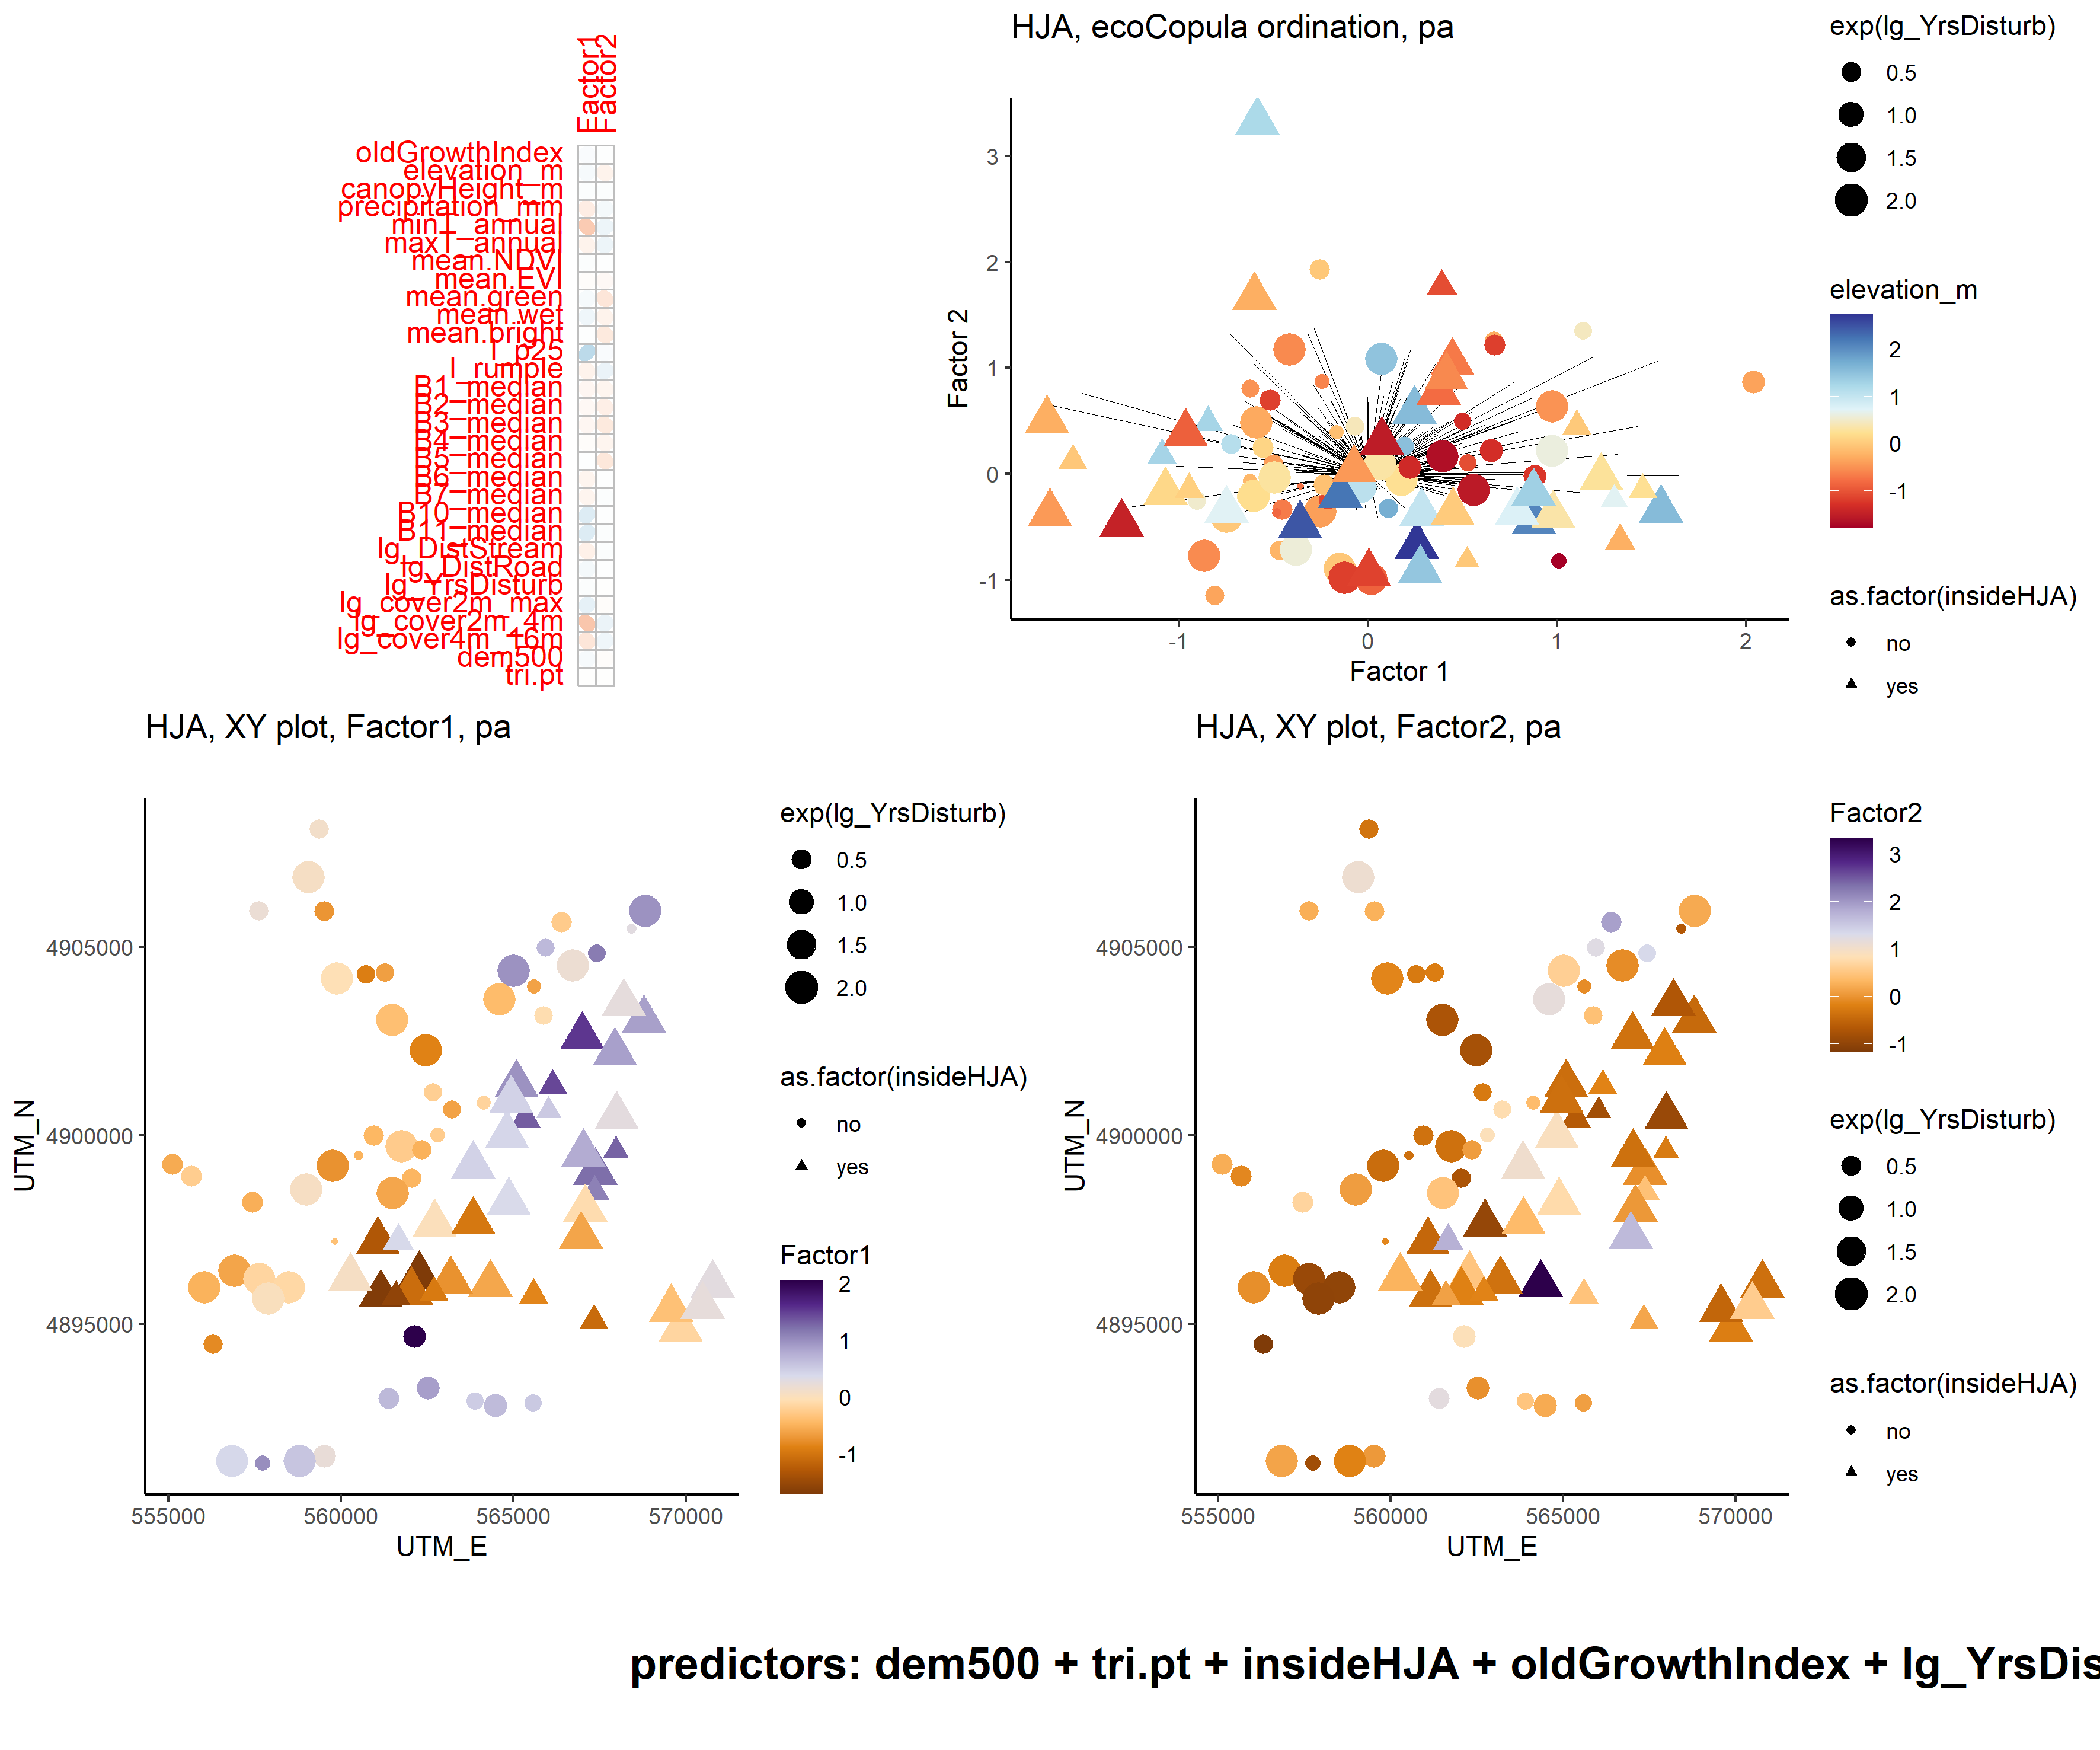 Factor1
Factor2
oldGrowthIndex
elevation_m
canopyHeight_m
precipitation_mm
minT_annual
maxT_annual
mean.NDVI
mean.EVI
mean.green
mean.wet
mean.bright
l_p25
l_rumple
B1_median
B2_median
B3_median
B4_median
B5_median
B6_median
B7_median
B10_median
B11_median
lg_DistStream
lg_DistRoad
lg_YrsDisturb
lg_cover2m_max
lg_cover2m_4m
lg_cover4m_16m
dem500
tri.pt
HJA, ecoCopula ordination, pa
Factor 2
3
2
1
0
-1
-1
0
1
2
Factor 1
exp(lg_YrsDisturb)
0.5
1.0
1.5
2.0
elevation_m
2
1
0
-1
as.factor(insideHJA)
no
yes
HJA, XY plot, Factor1, pa
UTM_N
4905000
4900000
4895000
555000
560000
565000
570000
UTM_E
exp(lg_YrsDisturb)
0.5
1.0
1.5
2.0
as.factor(insideHJA)
no
yes
Factor1
2
1
0
-1
HJA, XY plot, Factor2, pa
UTM_N
4905000
4900000
4895000
555000
560000
565000
570000
UTM_E
Factor2
3
2
1
0
-1
exp(lg_YrsDisturb)
0.5
1.0
1.5
2.0
as.factor(insideHJA)
no
yes
predictors: dem500 + tri.pt + insideHJA + oldGrowthIndex + lg_YrsDis